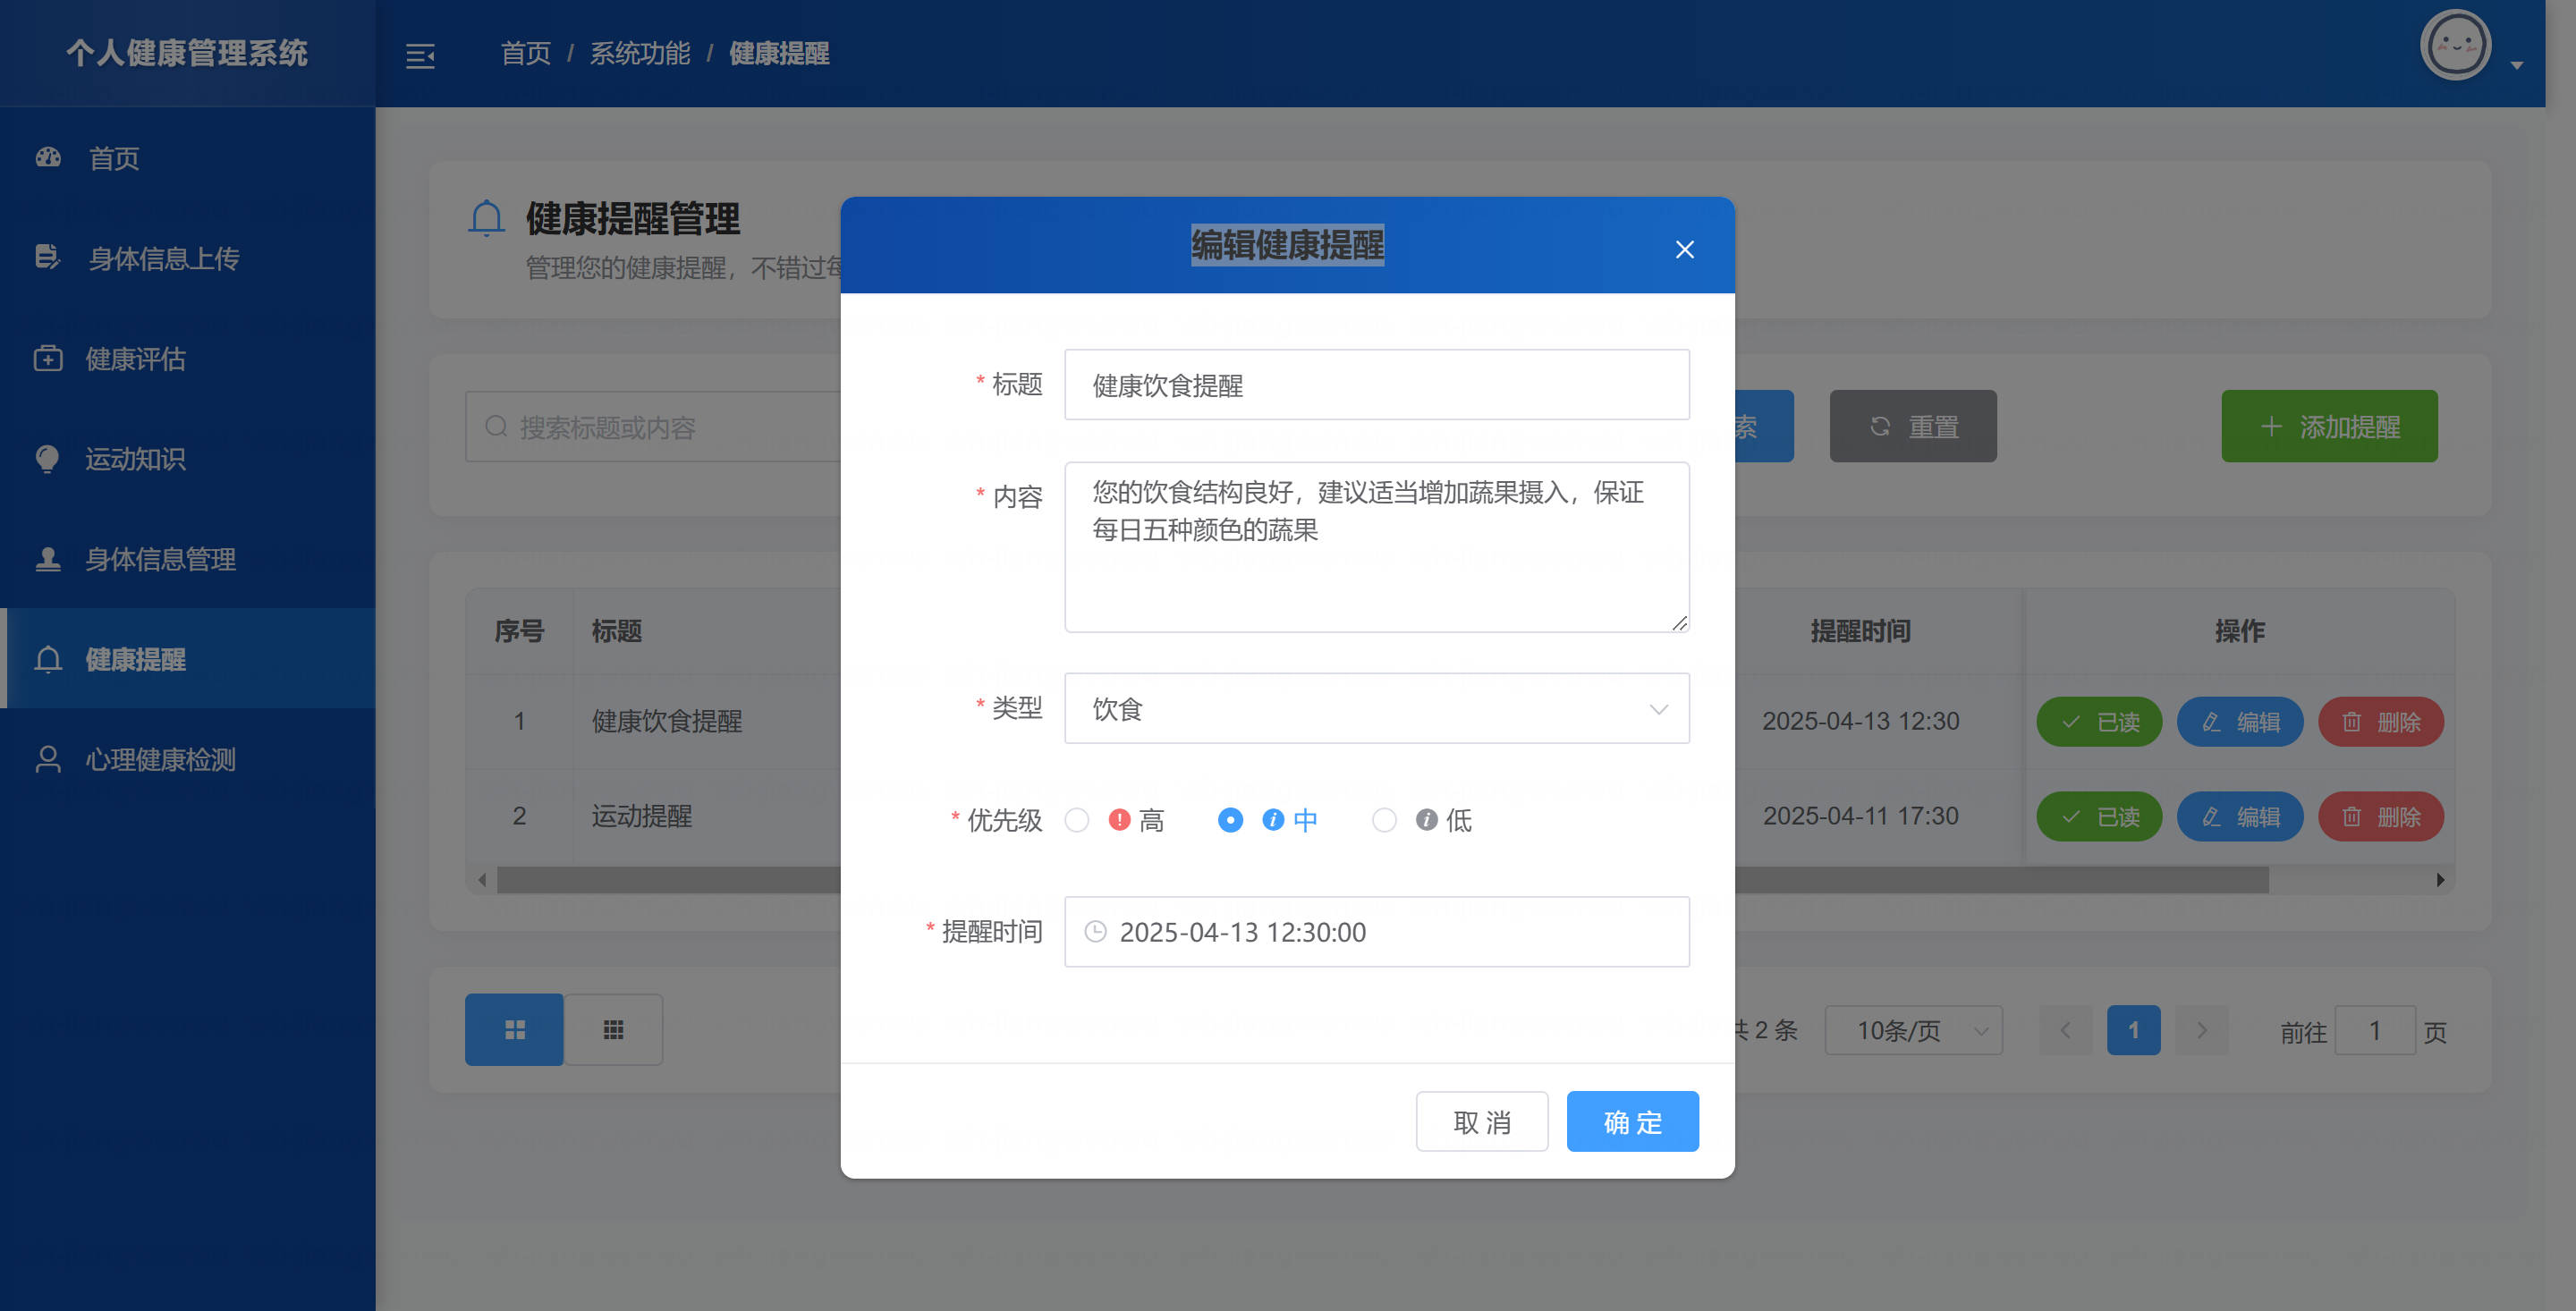 个人健康管理系统
首页 / 系统功能 / 健康提醒
首页
身体信息上传
健康评估
运动知识
身体信息管理
健康提醒
心理健康检测
健康提醒管理
管理您的健康提醒，不错过
搜索标题或内容
索
重置
添加提醒
序号 标题 提醒时间 操作
1 健康饮食提醒 2025-04-13 12:30 已读 编辑 删除
2 运动提醒 2025-04-11 17:30 已读 编辑 删除
共 2 条 10条/页 1 前往 1 页
编辑健康提醒
* 标题 健康饮食提醒
* 内容 您的饮食结构良好，建议适当增加蔬果摄入，保证
每日五种颜色的蔬果
* 类型 饮食
* 优先级 高 中 低
* 提醒时间 2025-04-13 12:30:00
取 消 确 定